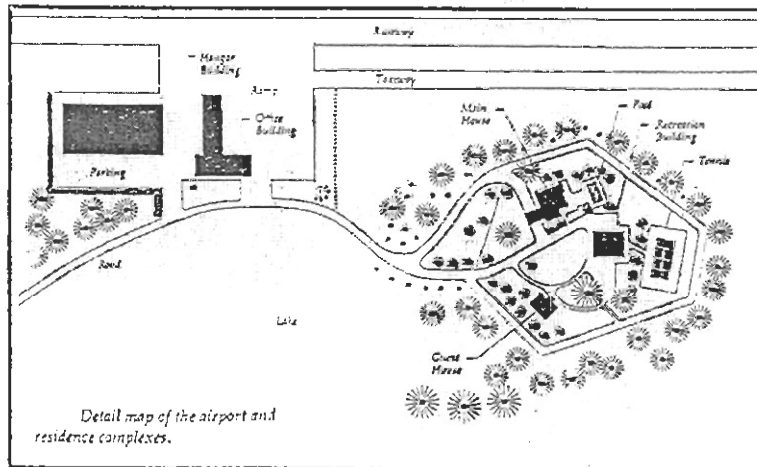 Runway
Hangar
Building
Taxiway
Ramp
Main
House
Pool
Office
Building
Recreation
Building
Tennis
Parking
Road
Lake
Guest
House
Detail map of the airport and
residence complexes.